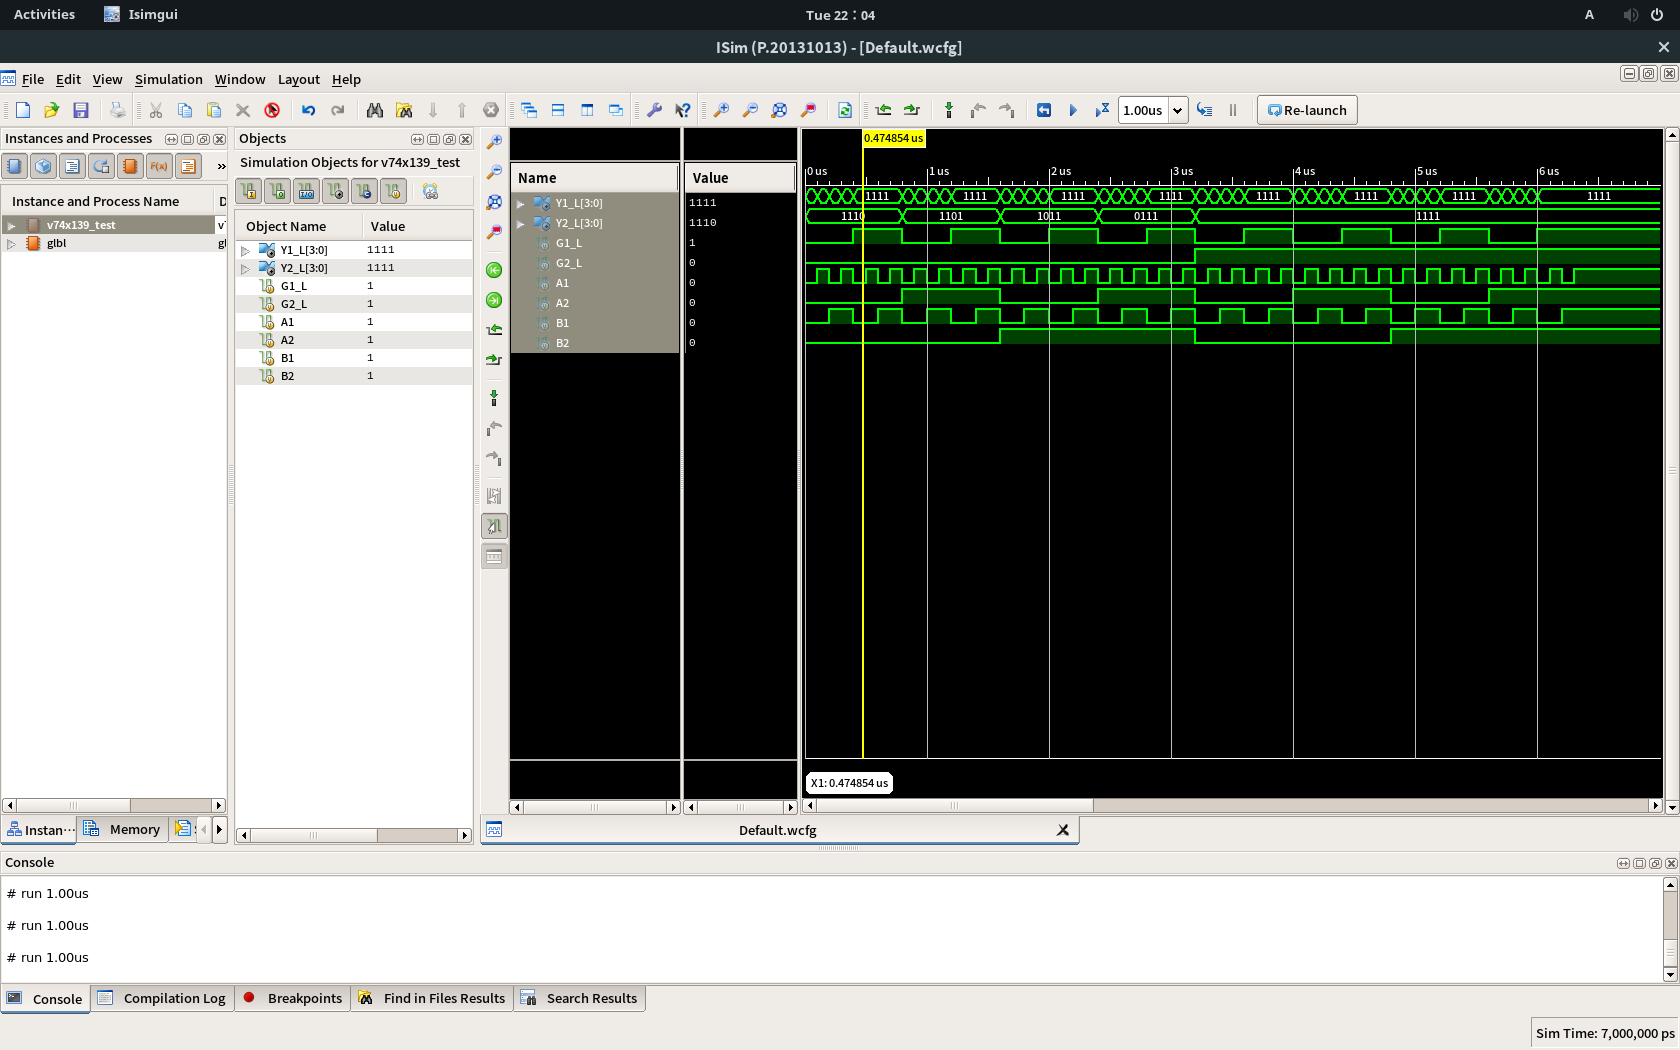 Activities Isimgui Tue 22:04 A
ISim (P.20131013) - [Default.wcfg]
File Edit View Simulation Window Layout Help
1.00us Re-launch
Instances and Processes
F(x)
»
Instance and Process Name D
v74x139_test v
glbl gl
Instan··· Memory S
Objects
Simulation Objects for v74x139_test
Object Name Value
Y1_L[3:0] 1111
Y2_L[3:0] 1111
G1_L 1
G2_L 1
A1 1
A2 1
B1 1
B2 1
Name Value
Y1_L[3:0] 1111
Y2_L[3:0] 1110
G1_L 1
G2_L 0
A1 0
A2 0
B1 0
B2 0
0.474854 us
0 us 1 us 2 us 3 us 4 us 5 us 6 us
1111 1111 1111 1111 1111 1111 1111 1111
1110 1101 1011 0111 1111
X1: 0.474854 us
Default.wcfg
Console
# run 1.00us
# run 1.00us
# run 1.00us
Console Compilation Log Breakpoints Find in Files Results Search Results
Sim Time: 7,000,000 ps